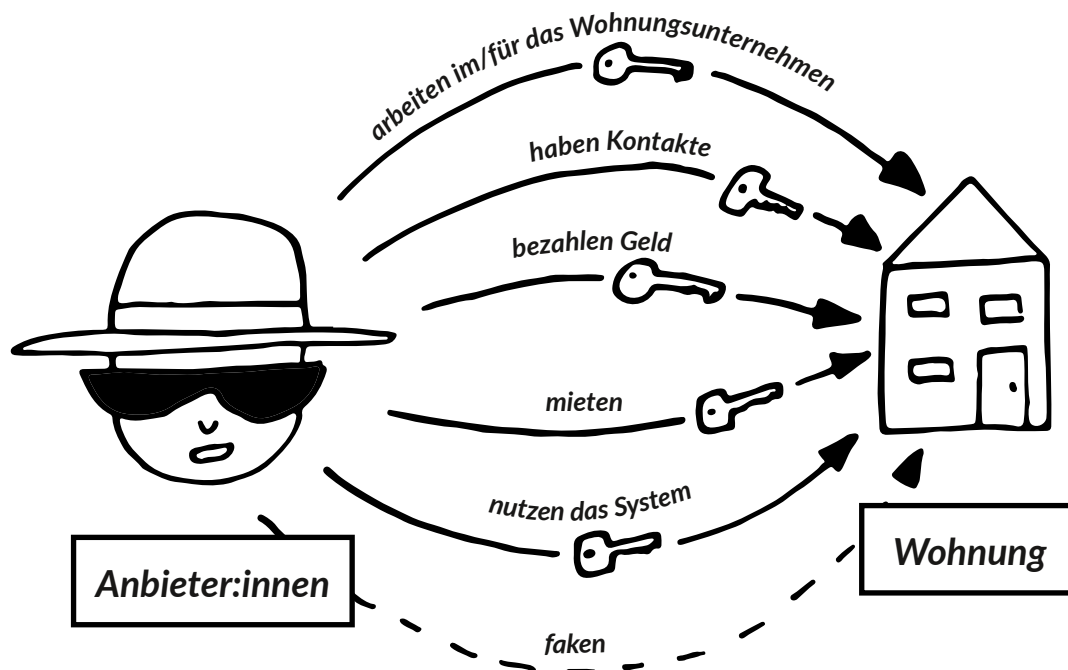 arbeiten im/für das Wohnungsunternehmen
haben Kontakte
bezahlen Geld
mieten
nutzen das System
Anbieter:innen
Wohnung
faken